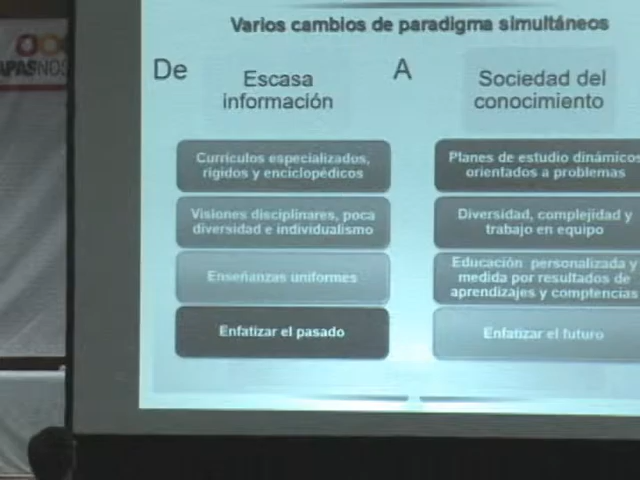 Varios cambios de paradigma simultáneos
De
Escasa
información
A
Sociedad del
conocimiento
Currículos especializados,
rígidos y enciclopédicos
Planes de estudio dinámicos
orientados a problemas
Visiones disciplinares, poca
diversidad e individualismo
Diversidad, complejidad y
trabajo en equipo
Enseñanzas uniformes
Educación personalizada y
medida por resultados de
aprendizajes y comptencias
Enfatizar el pasado
Enfatizar el futuro